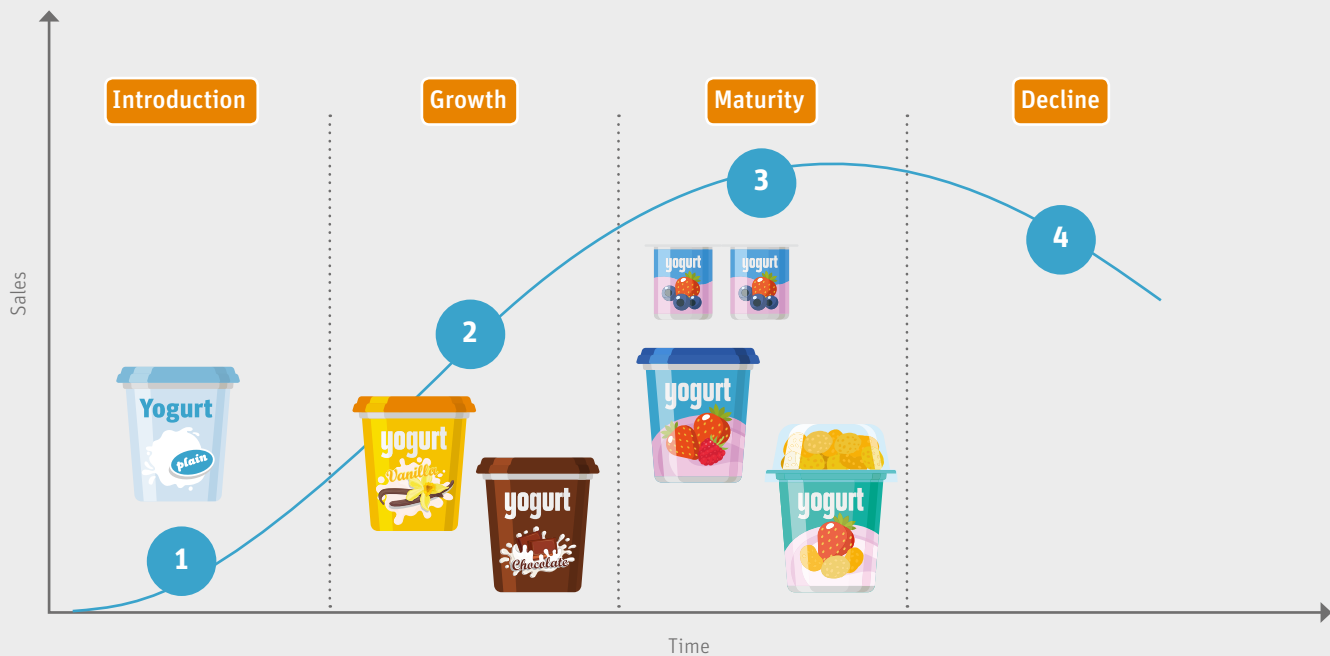 Introduction
Growth
Maturity
Decline
3
4
Sales
yogurt
yogurt
2
yogurt
Yogurt
plain
yogurt
Vanilla
yogurt
Chocolate
yogurt
1
Time